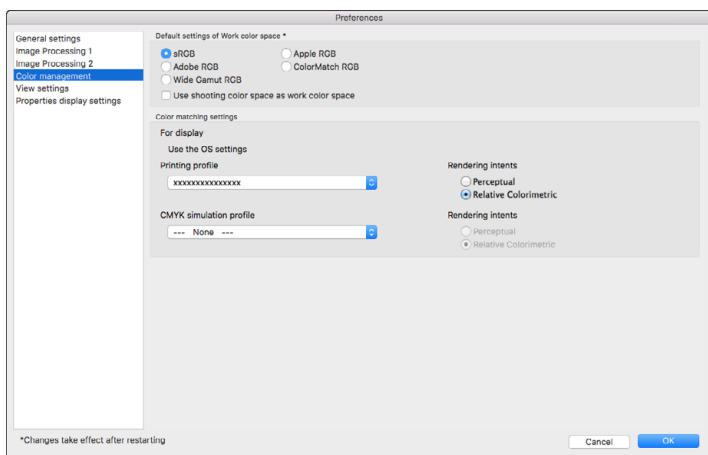 Preferences
General settings
Image Processing 1
Image Processing 2
Color management
View settings
Properties display settings
Default settings of Work color space *
sRGB
Apple RGB
Adobe RGB
ColorMatch RGB
Wide Gamut RGB
Use shooting color space as work color space
Color matching settings
For display
Use the OS settings
Printing profile
Rendering intents
xxxxxxxxxxxxxxx
Perceptual
Relative Colorimetric
CMYK simulation profile
Rendering intents
--- None ---
Perceptual
Relative Colorimetric
*Changes take effect after restarting
Cancel
OK